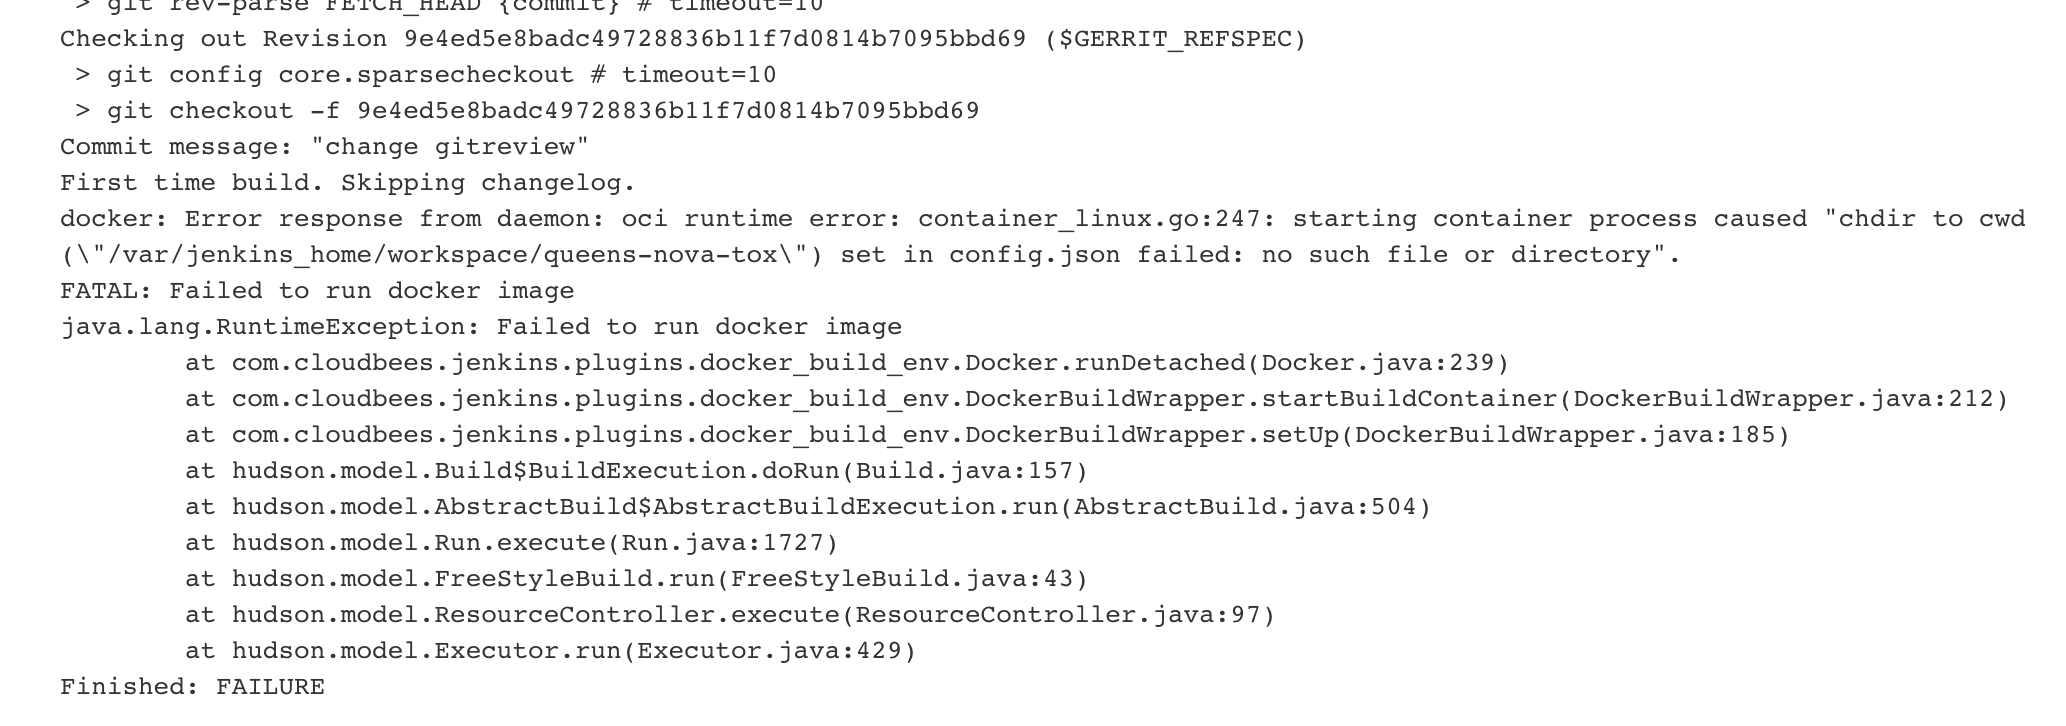 > git rev-parse FETCH_HEAD {commit} # timeout=10
Checking out Revision 9e4ed5e8badc49728836b11f7d0814b7095bbd69 ($GERRIT_REFSPEC)
 > git config core.sparsecheckout # timeout=10
 > git checkout -f 9e4ed5e8badc49728836b11f7d0814b7095bbd69
Commit message: "change gitreview"
First time build. Skipping changelog.
docker: Error response from daemon: oci runtime error: container_linux.go:247: starting container process caused "chdir to cwd
(\"/var/jenkins_home/workspace/queens-nova-tox\") set in config.json failed: no such file or directory".
FATAL: Failed to run docker image
java.lang.RuntimeException: Failed to run docker image
        at com.cloudbees.jenkins.plugins.docker_build_env.Docker.runDetached(Docker.java:239)
        at com.cloudbees.jenkins.plugins.docker_build_env.DockerBuildWrapper.startBuildContainer(DockerBuildWrapper.java:212)
        at com.cloudbees.jenkins.plugins.docker_build_env.DockerBuildWrapper.setUp(DockerBuildWrapper.java:185)
        at hudson.model.Build$BuildExecution.doRun(Build.java:157)
        at hudson.model.AbstractBuild$AbstractBuildExecution.run(AbstractBuild.java:504)
        at hudson.model.Run.execute(Run.java:1727)
        at hudson.model.FreeStyleBuild.run(FreeStyleBuild.java:43)
        at hudson.model.ResourceController.execute(ResourceController.java:97)
        at hudson.model.Executor.run(Executor.java:429)
Finished: FAILURE